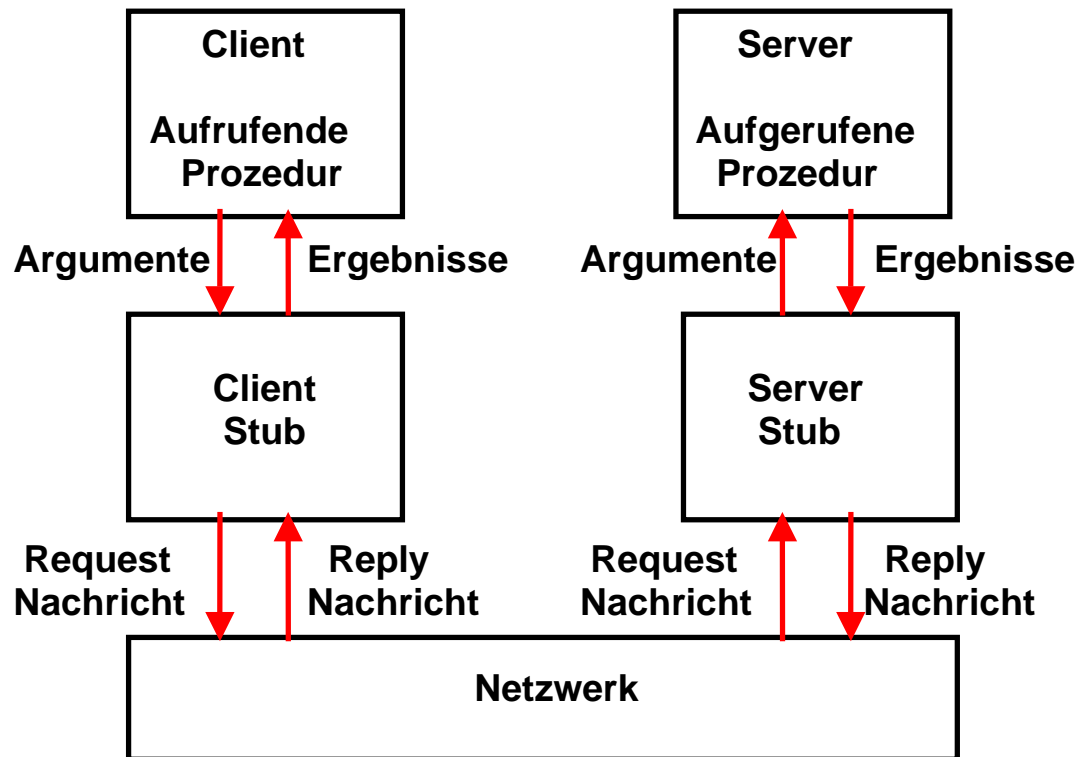 Client
Aufrufende
Prozedur
Server
Aufgerufene
Prozedur
Argumente
Ergebnisse
Argumente
Ergebnisse
Client
Stub
Server
Stub
Request
Nachricht
Reply
Nachricht
Request
Nachricht
Reply
Nachricht
Netzwerk